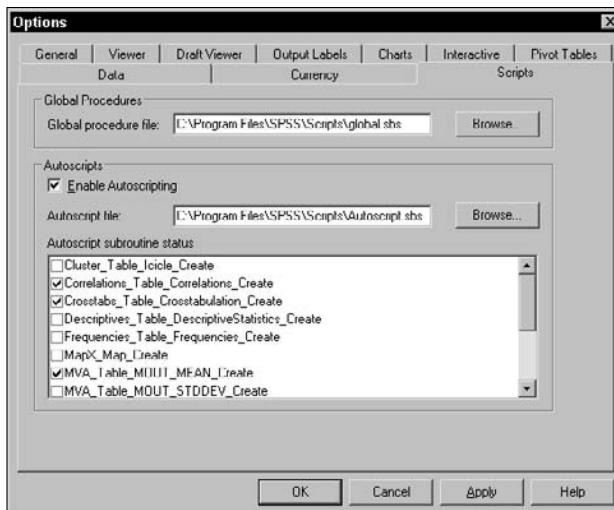 Options
General Viewer Draft Viewer Output Labels Charts Interactive Pivot Tables
Data Currency Scripts
Global Procedures
Global procedure file: C:\Program Files\SPSS\Scripts\global.sbs Browse...
Autoscripts
Enable Autoscripting
Autoscript file: C:\Program Files\SPSS\Scripts\Autoscript.sbs Browse...
Autoscript subroutine status
Cluster_Table_Icicle_Create
Correlations_Table_Correlations_Create
Crosstabs_Table_Crosstabulation_Create
Descriptives_Table_DescriptiveStatistics_Create
Frequencies_Table_Frequencies_Create
MapX_Map_Create
MVA_Table_MOUT_MEAN_Create
MVA_Table_MOUT_STDDEV_Create
OK Cancel Apply Help